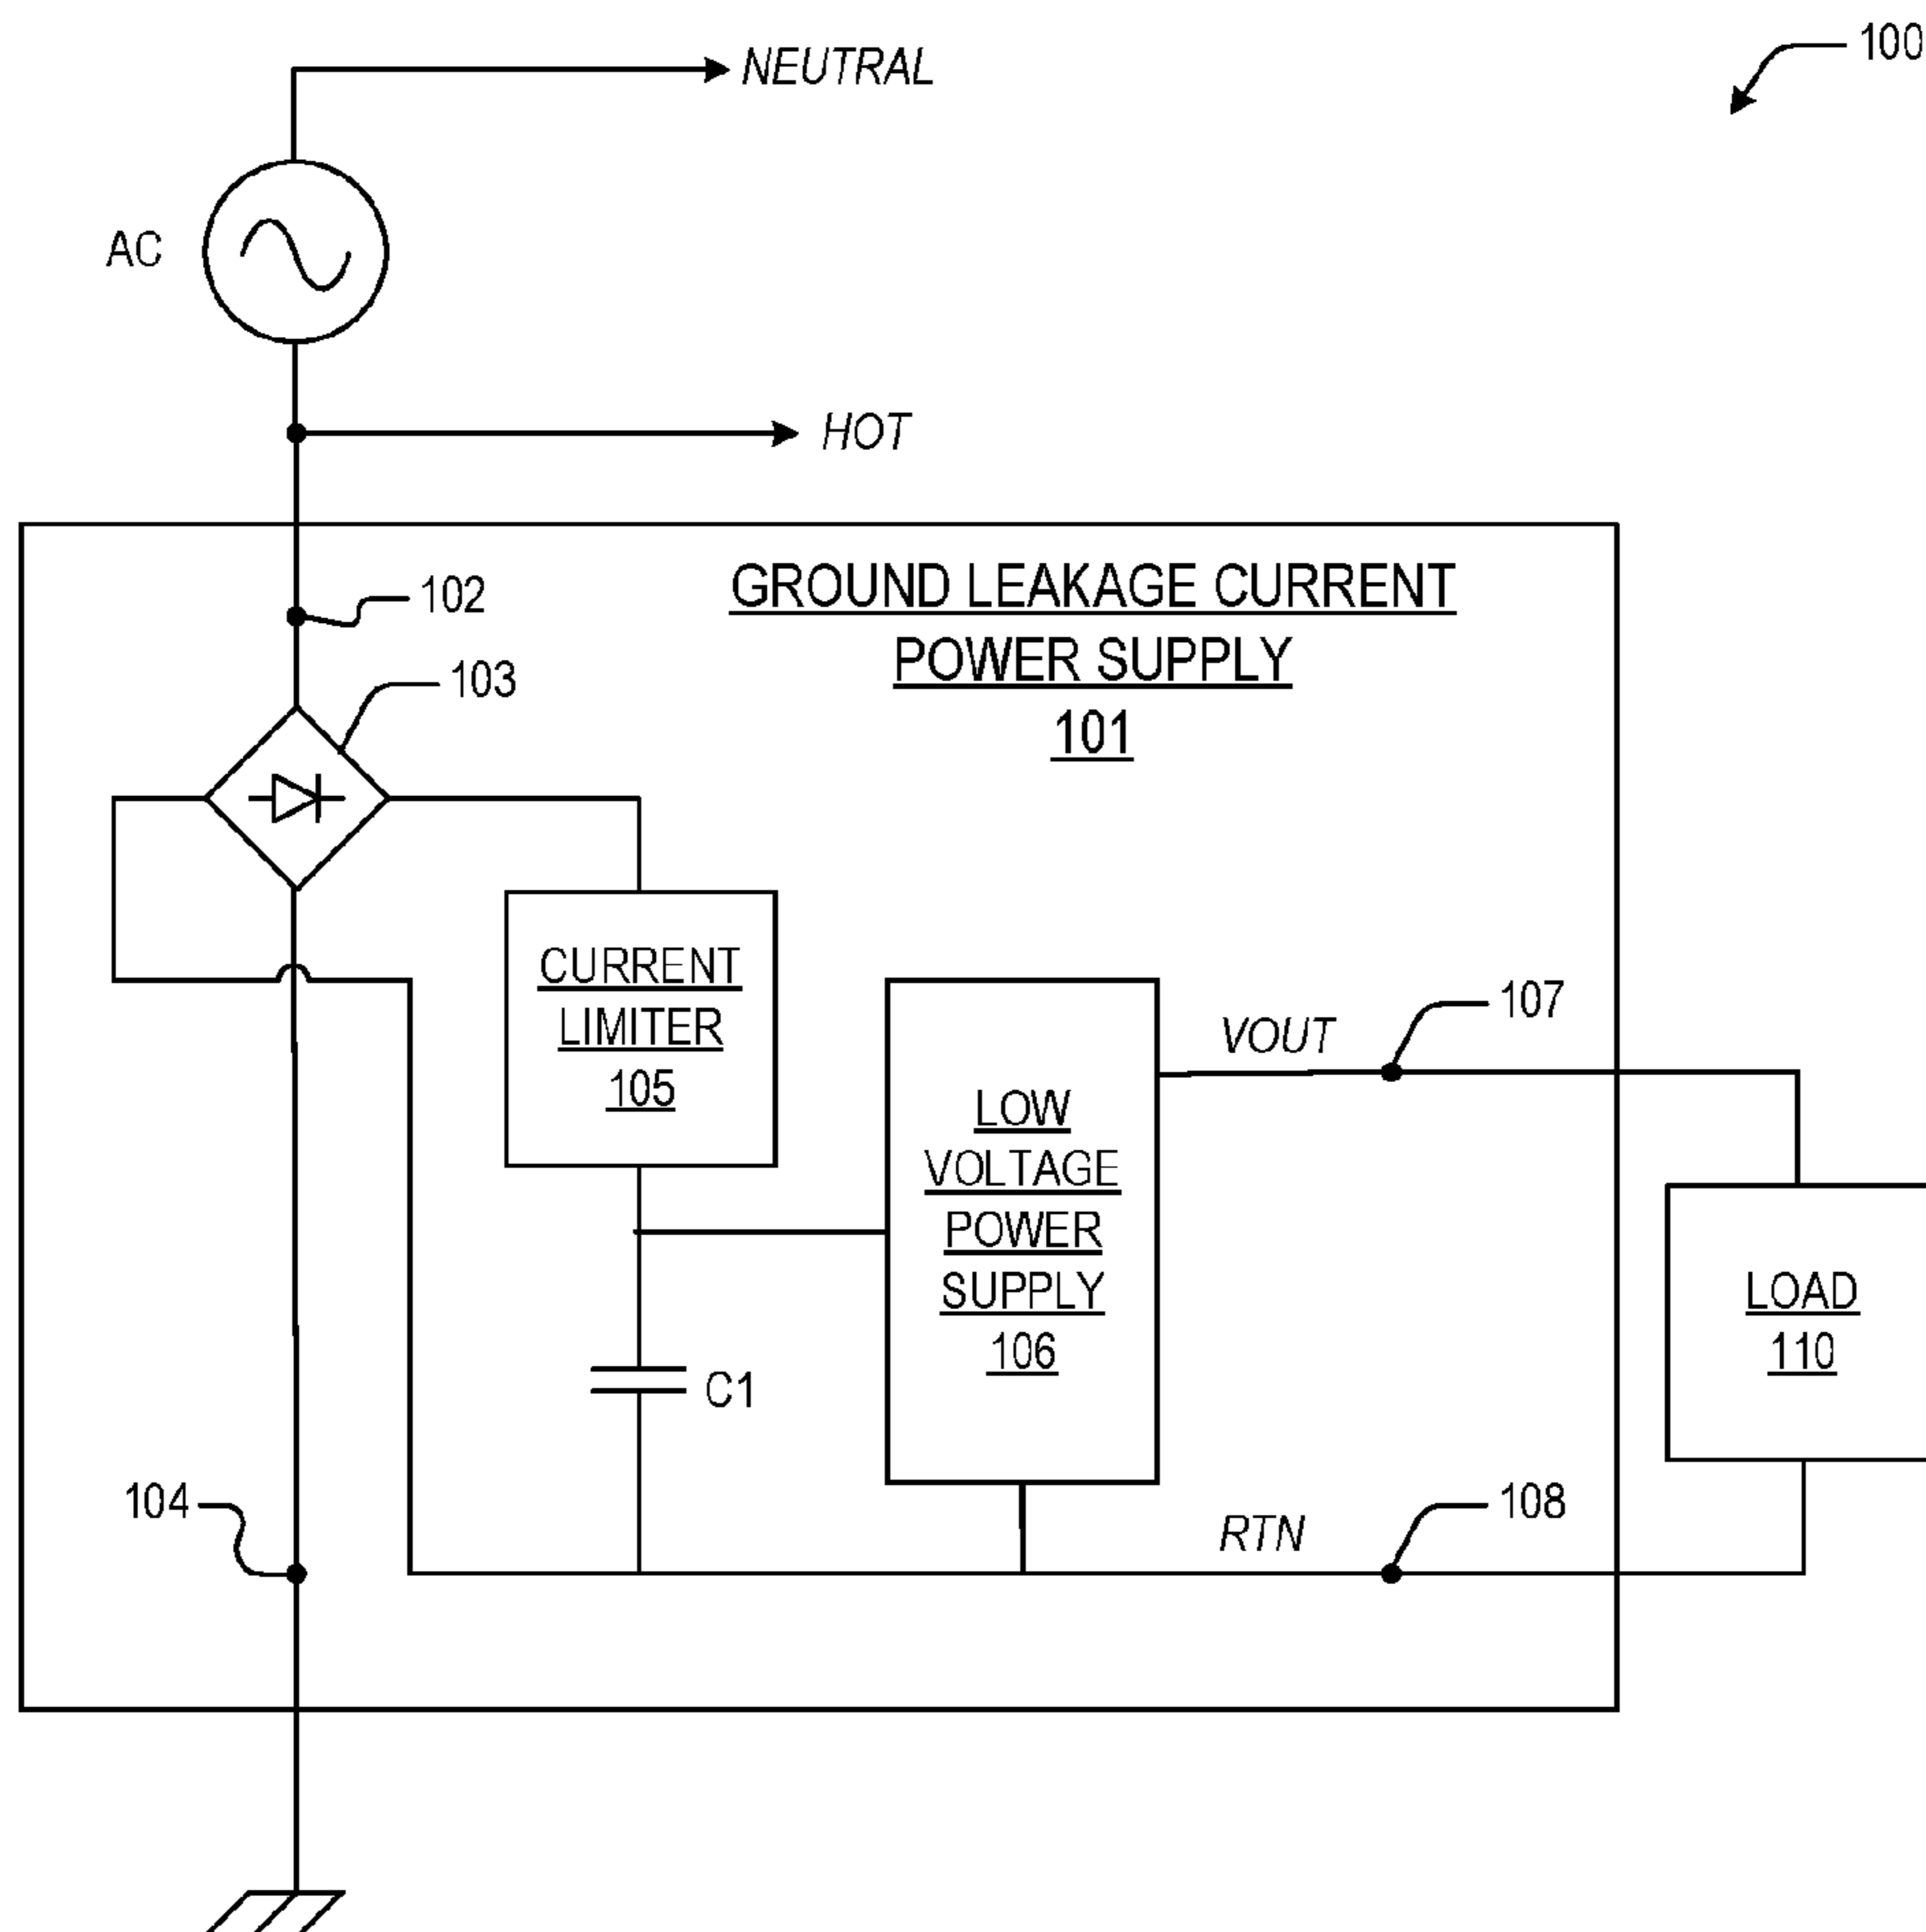 100
NEUTRAL
AC
HOT
102
GROUND LEAKAGE CURRENT
POWER SUPPLY
101
103
CURRENT
LIMITER
105
107
VOUT
LOW
VOLTAGE
POWER
SUPPLY
106
LOAD
110
C1
104
108
RTN